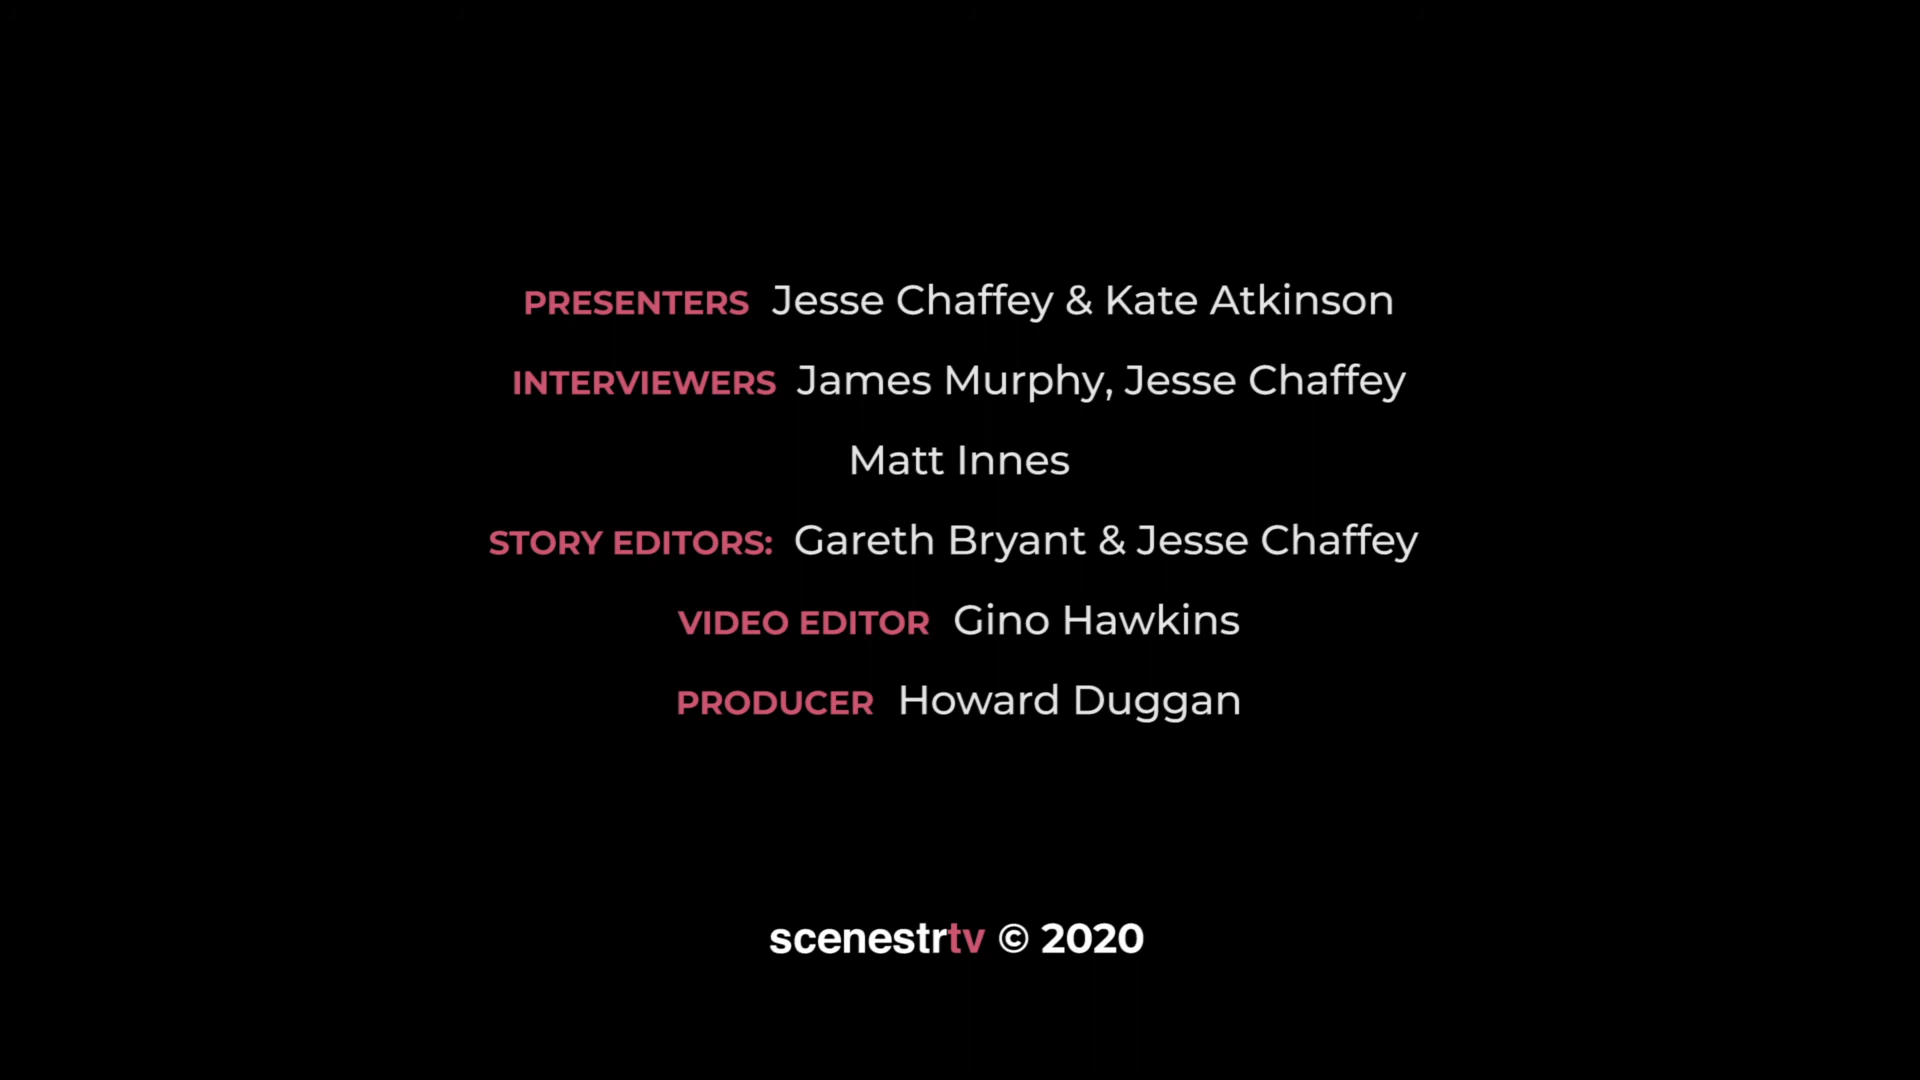 PRESENTERS Jesse Chaffey & Kate Atkinson
INTERVIEWERS James Murphy, Jesse Chaffey
Matt Innes
STORY EDITORS: Gareth Bryant & Jesse Chaffey
VIDEO EDITOR Gino Hawkins
PRODUCER Howard Duggan
scenestrtv © 2020